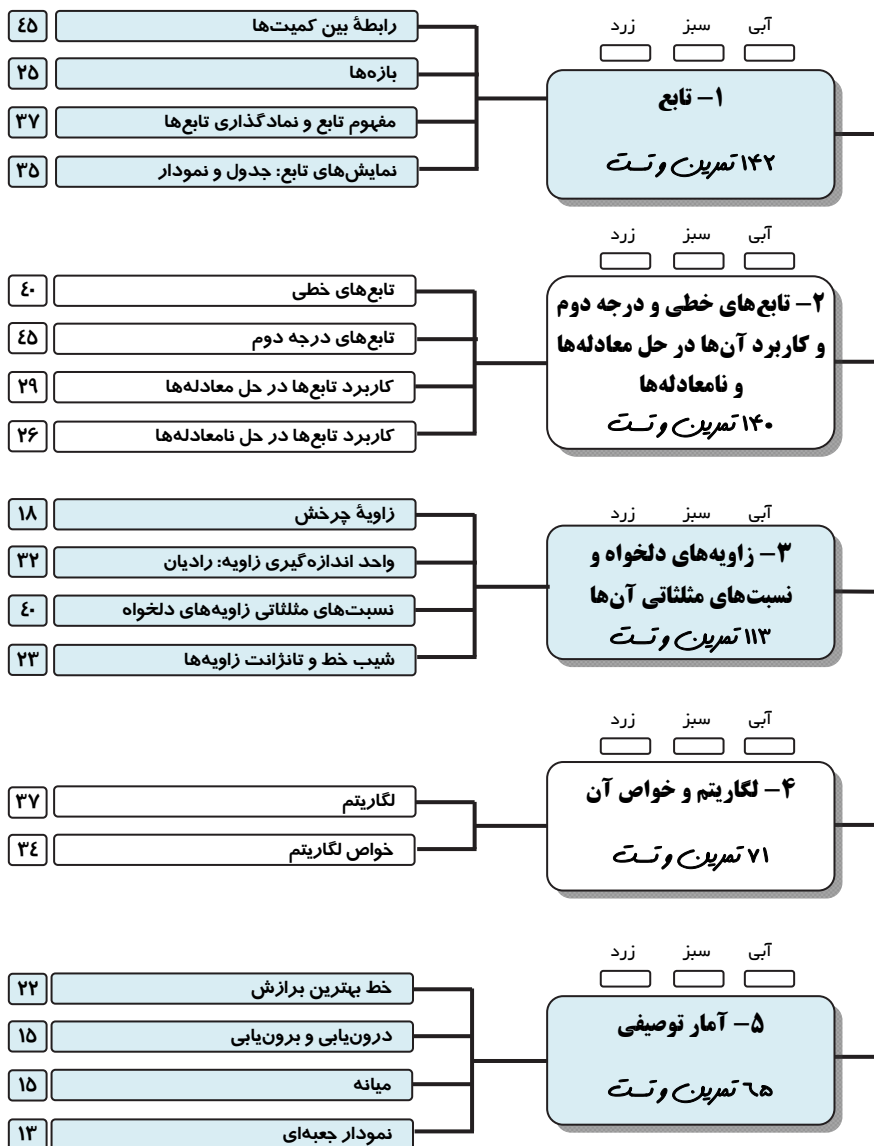 آبی سبز زرد
۱- تابع
۱۴۲ تمرین و تست
رابطهٔ بین کمیت‌ها ۴۵
بازه‌ها ۲۵
مفهوم تابع و نمادگذاری تابع‌ها ۳۷
نمایش‌های تابع: جدول و نمودار ۳۵
آبی سبز زرد
۲- تابع‌های خطی و درجه دوم
و کاربرد آن‌ها در حل معادله‌ها
و نامعادله‌ها
۱۴۰ تمرین و تست
تابع‌های خطی ۴۰
تابع‌های درجه دوم ۴۵
کاربرد تابع‌ها در حل معادله‌ها ۲۹
کاربرد تابع‌ها در حل نامعادله‌ها ۲۶
آبی سبز زرد
۳- زاویه‌های دلخواه و
نسبت‌های مثلثاتی آن‌ها
۱۱۳ تمرین و تست
زاویهٔ چرخش ۱۸
واحد اندازه‌گیری زاویه: رادیان ۳۲
نسبت‌های مثلثاتی زاویه‌های دلخواه ۴۰
شیب خط و تانژانت زاویه‌ها ۲۳
آبی سبز زرد
۴- لگاریتم و خواص آن
۷۱ تمرین و تست
لگاریتم ۳۷
خواص لگاریتم ۳۴
آبی سبز زرد
۵- آمار توصیفی
۶۵ تمرین و تست
خط بهترین برازش ۲۲
درون‌یابی و برون‌یابی ۱۵
میانه ۱۵
نمودار جعبه‌ای ۱۳